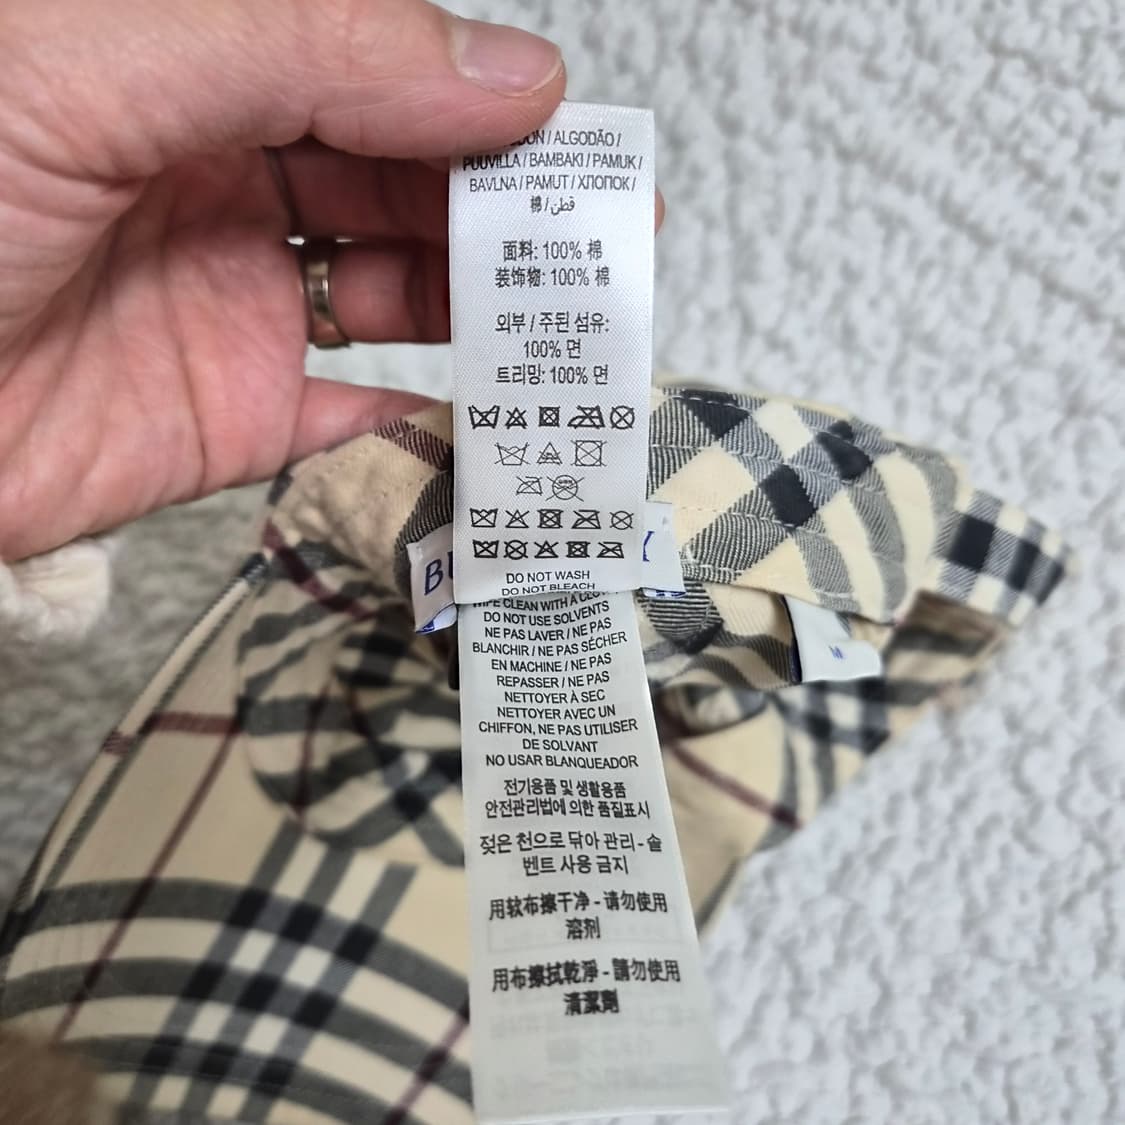 ALGODÃO /
PUUVILLA / BAMBAKI / PAMUK /
BAVLNA / PAMUT / ХЛОПОК /
棉 / قطن
面料: 100% 棉
装饰物: 100% 棉
외부 / 주된 섬유:
100% 면
트리밍: 100% 면
DO NOT WASH
DO NOT BLEACH
WIPE CLEAN WITH A
DO NOT USE SOLVENTS
NE PAS LAVER / NE PAS
BLANCHIR / NE PAS SÉCHER
EN MACHINE / NE PAS
REPASSER / NE PAS
NETTOYER À SEC
NETTOYER AVEC UN
CHIFFON, NE PAS UTILISER
DE SOLVANT
NO USAR BLANQUEADOR
전기용품 및 생활용품
안전관리법에 의한 품질표시
젖은 천으로 닦아 관리 - 솔
벤트 사용 금지
用软布擦干净 - 请勿使用
溶剂
用布擦拭乾淨 - 請勿使用
清潔劑
M